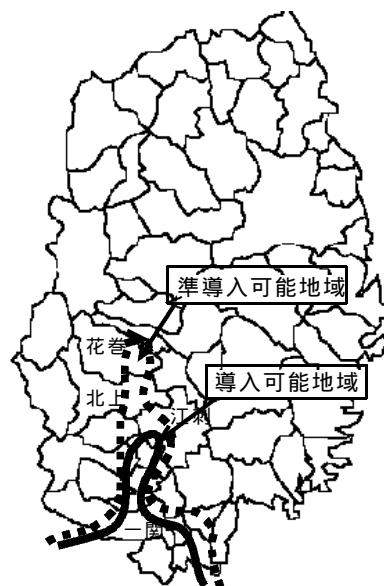 準導入可能地域
花巻
導入可能地域
北上
江刺
一関